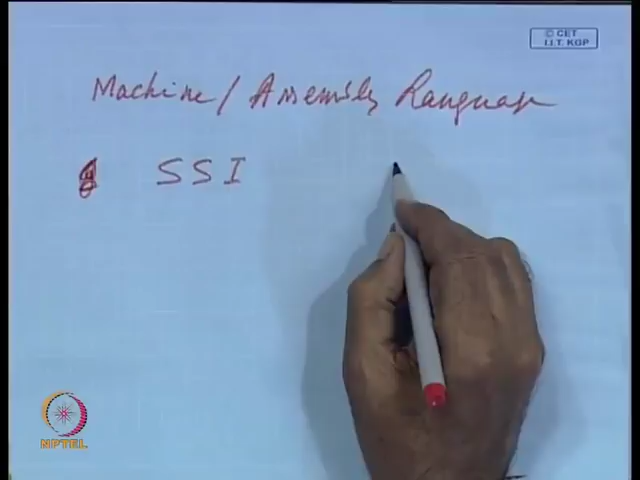 © CET
I.I.T. KGP
Machine / Assembly Language
SSI
NPTEL